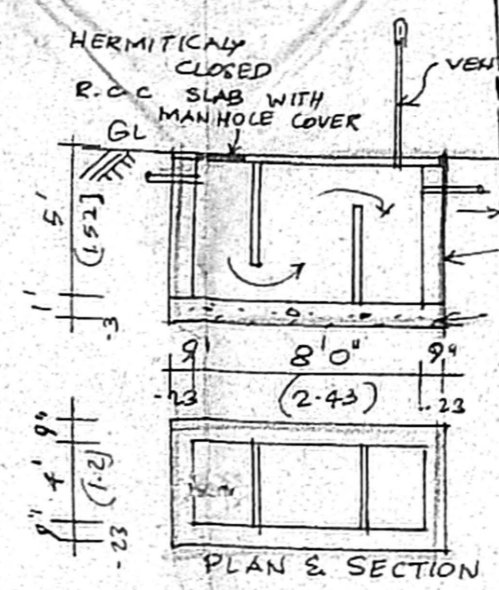 HERMITICALY
CLOSED
R.C.C SLAB WITH
MANHOLE COVER
VEN
GL
5'
(1.52)
1'
.3
9" 8'0" 9"
.23 (2.43) .23
9"
4'
(1.2)
9"
.23
PLAN & SECTION